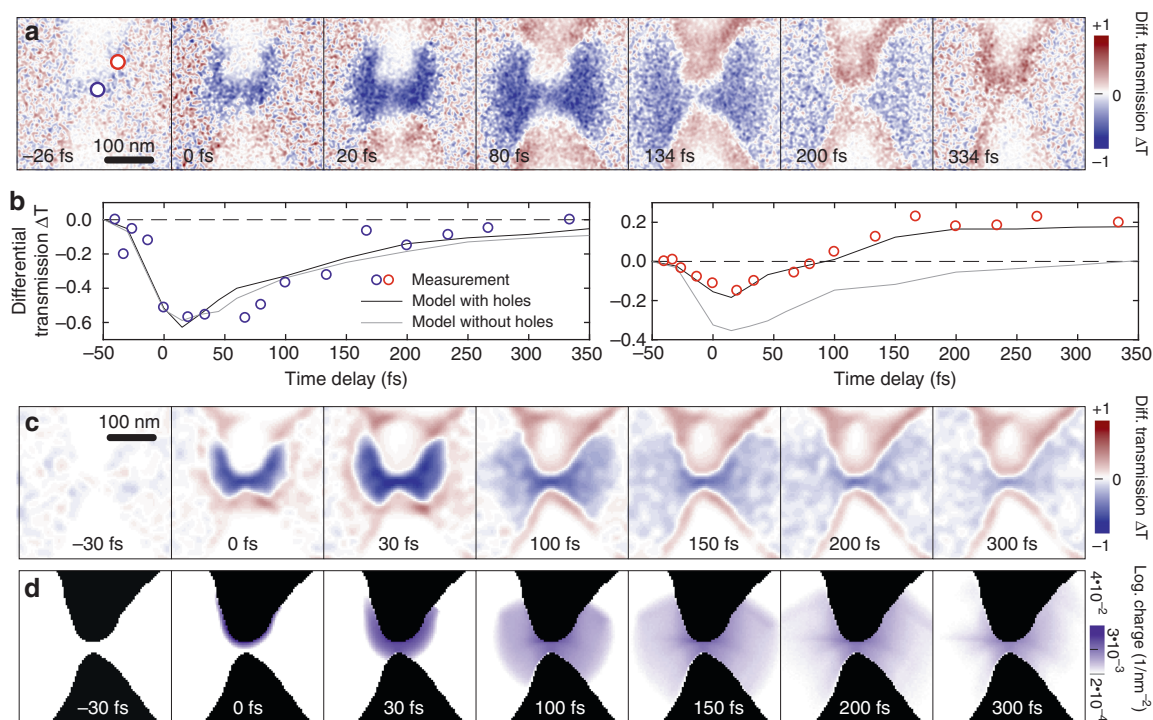 a
−26 fs
100 nm
0 fs
20 fs
80 fs
134 fs
200 fs
334 fs
+1
0
−1
Diff. transmission ΔT
b
Differential
transmission ΔT
0.0
−0.2
−0.4
−0.6
−50
0
50
100
150
200
250
300
350
Time delay (fs)
Measurement
Model with holes
Model without holes
0.2
0.0
−0.2
−0.4
−50
0
50
100
150
200
250
300
350
Time delay (fs)
c
100 nm
−30 fs
0 fs
30 fs
100 fs
150 fs
200 fs
300 fs
+1
0
−1
Diff. transmission ΔT
d
−30 fs
0 fs
30 fs
100 fs
150 fs
200 fs
300 fs
4•10⁻²
3•10⁻³
2•10⁻⁴
Log. charge (1/nm⁻²)